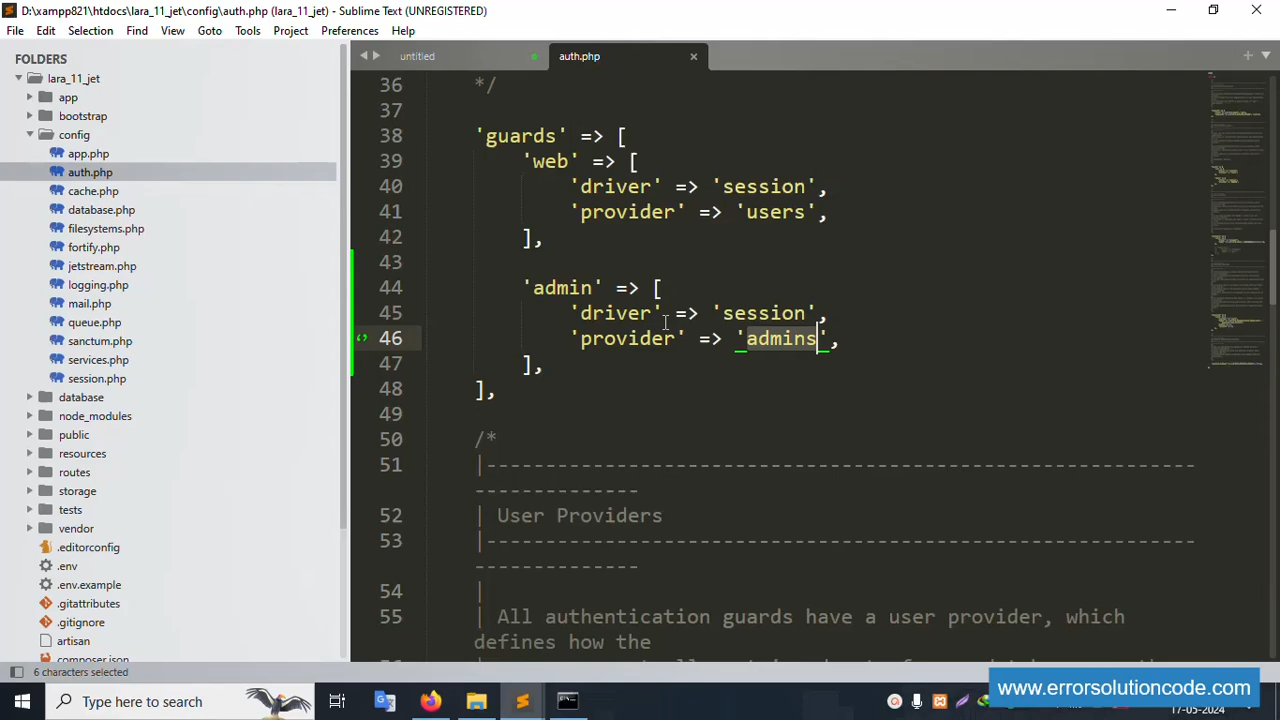 D:\xampp821\htdocs\lara_11_jet\config\auth.php (lara_11_jet) - Sublime Text (UNREGISTERED)
File Edit Selection Find View Goto Tools Project Preferences Help
FOLDERS
lara_11_jet
app
bootstrap
config
app.php
auth.php
cache.php
database.php
filesystems.php
fortify.php
jetstream.php
logging.php
mail.php
queue.php
sanctum.php
services.php
session.php
database
node_modules
public
resources
routes
storage
tests
vendor
.editorconfig
.env
.env.example
.gitattributes
.gitignore
artisan
composer.json
untitled auth.php
36 */
37
38 'guards' => [
39 'web' => [
40 'driver' => 'session',
41 'provider' => 'users',
42 ],
43
44 'admin' => [
45 'driver' => 'session',
46 'provider' => 'admins',
47 ],
48 ],
49
50 /*
51 |-------------------------------------------------------------
--------------
52 | User Providers
53 |-------------------------------------------------------------
--------------
54 |
55 | All authentication guards have a user provider, which
defines how the
6 characters selected
www.errorsolutioncode.com
Type here to search
17-05-2024